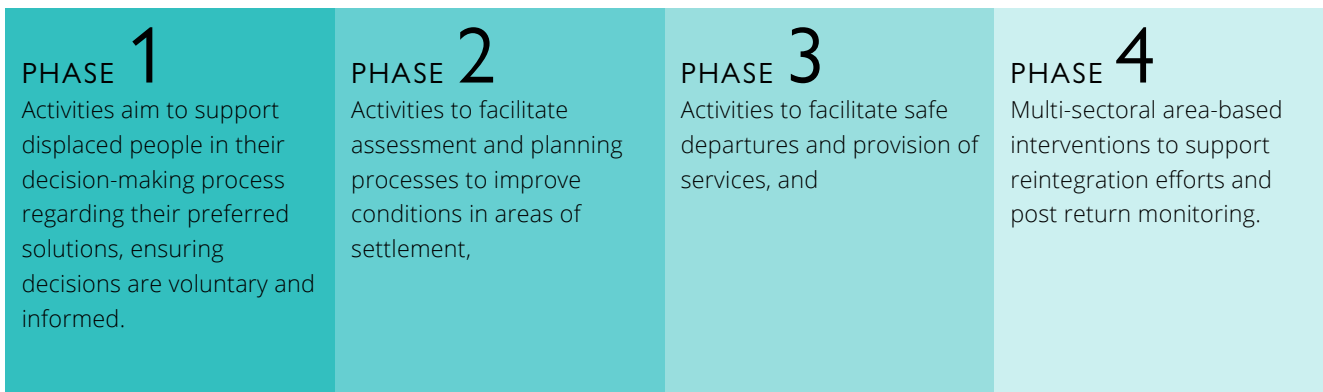 PHASE 1
Activities aim to support
displaced people in their
decision-making process
regarding their preferred
solutions, ensuring
decisions are voluntary and
informed.
PHASE 2
Activities to facilitate
assessment and planning
processes to improve
conditions in areas of
settlement,
PHASE 3
Activities to facilitate safe
departures and provision of
services, and
PHASE 4
Multi-sectoral area-based
interventions to support
reintegration efforts and
post return monitoring.